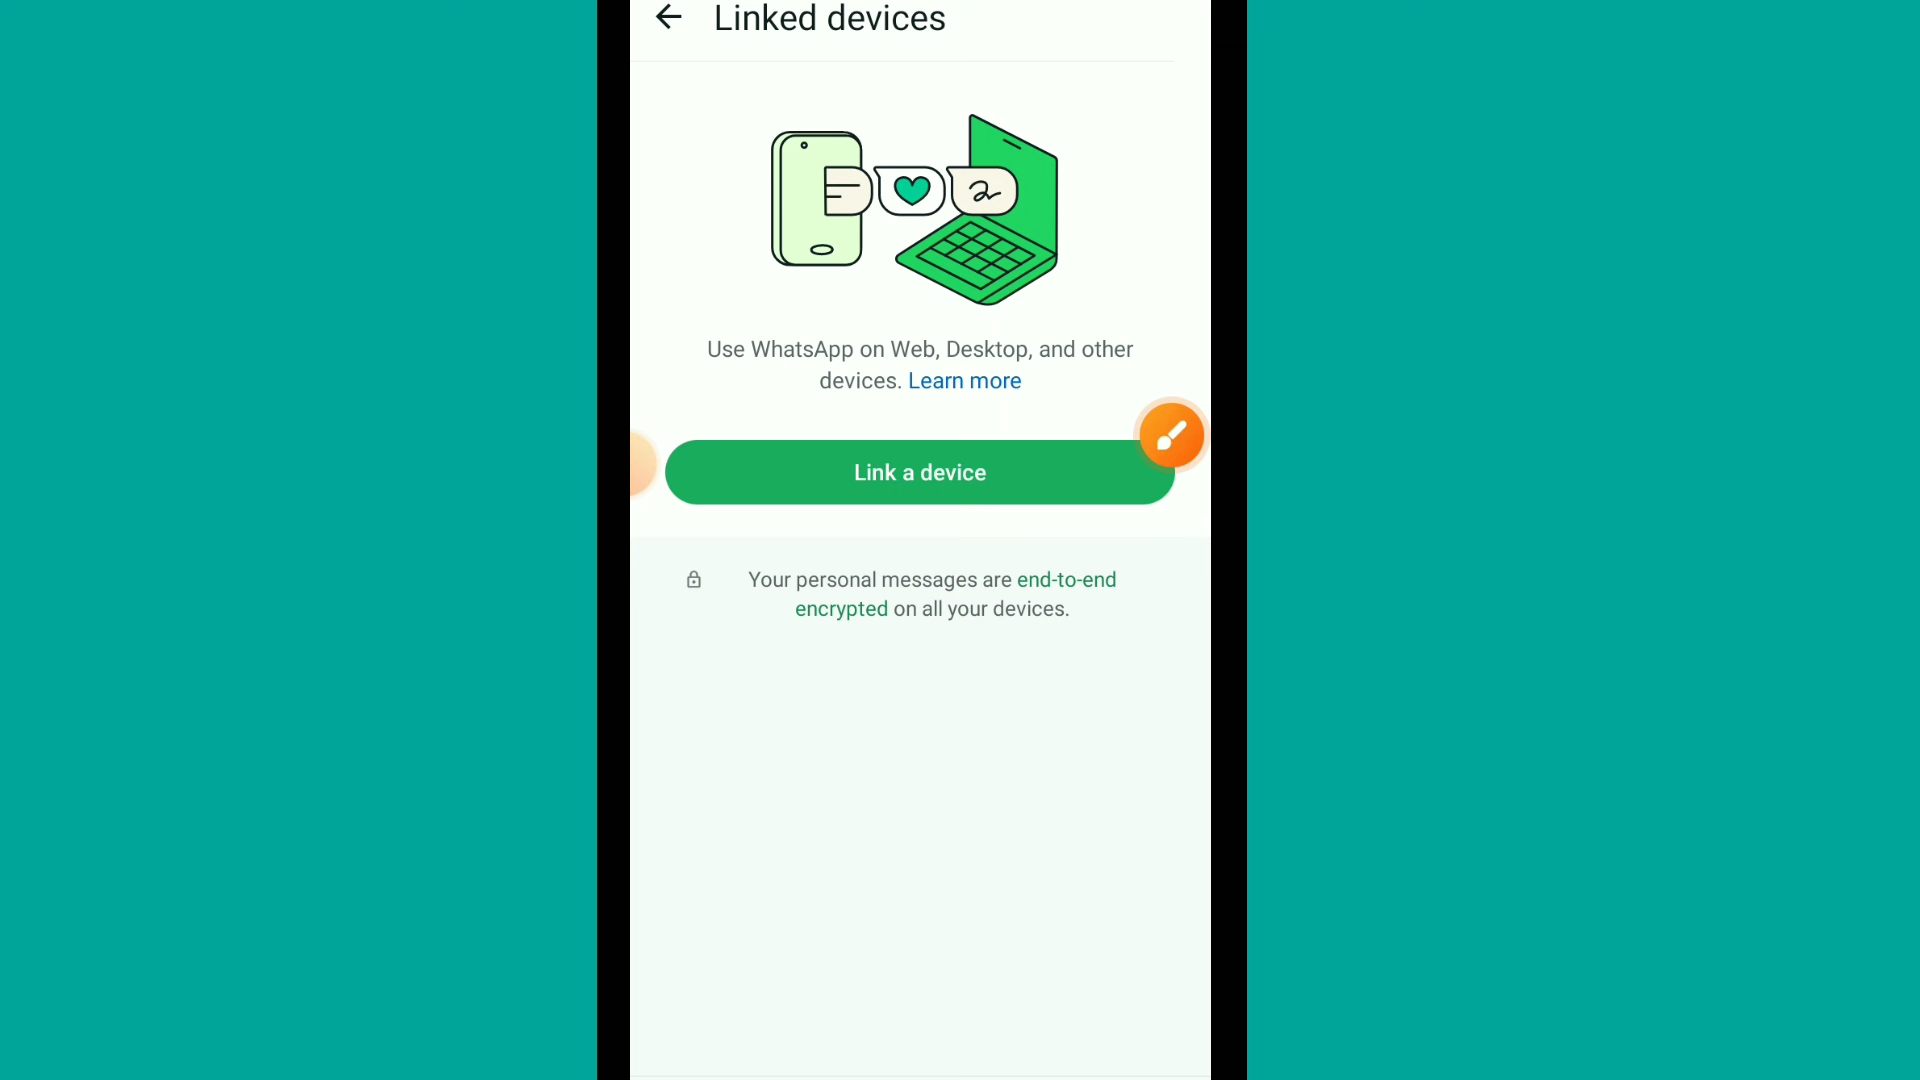 Linked devices
Use WhatsApp on Web, Desktop, and other
devices. Learn more
Link a device
Your personal messages are end-to-end
encrypted on all your devices.